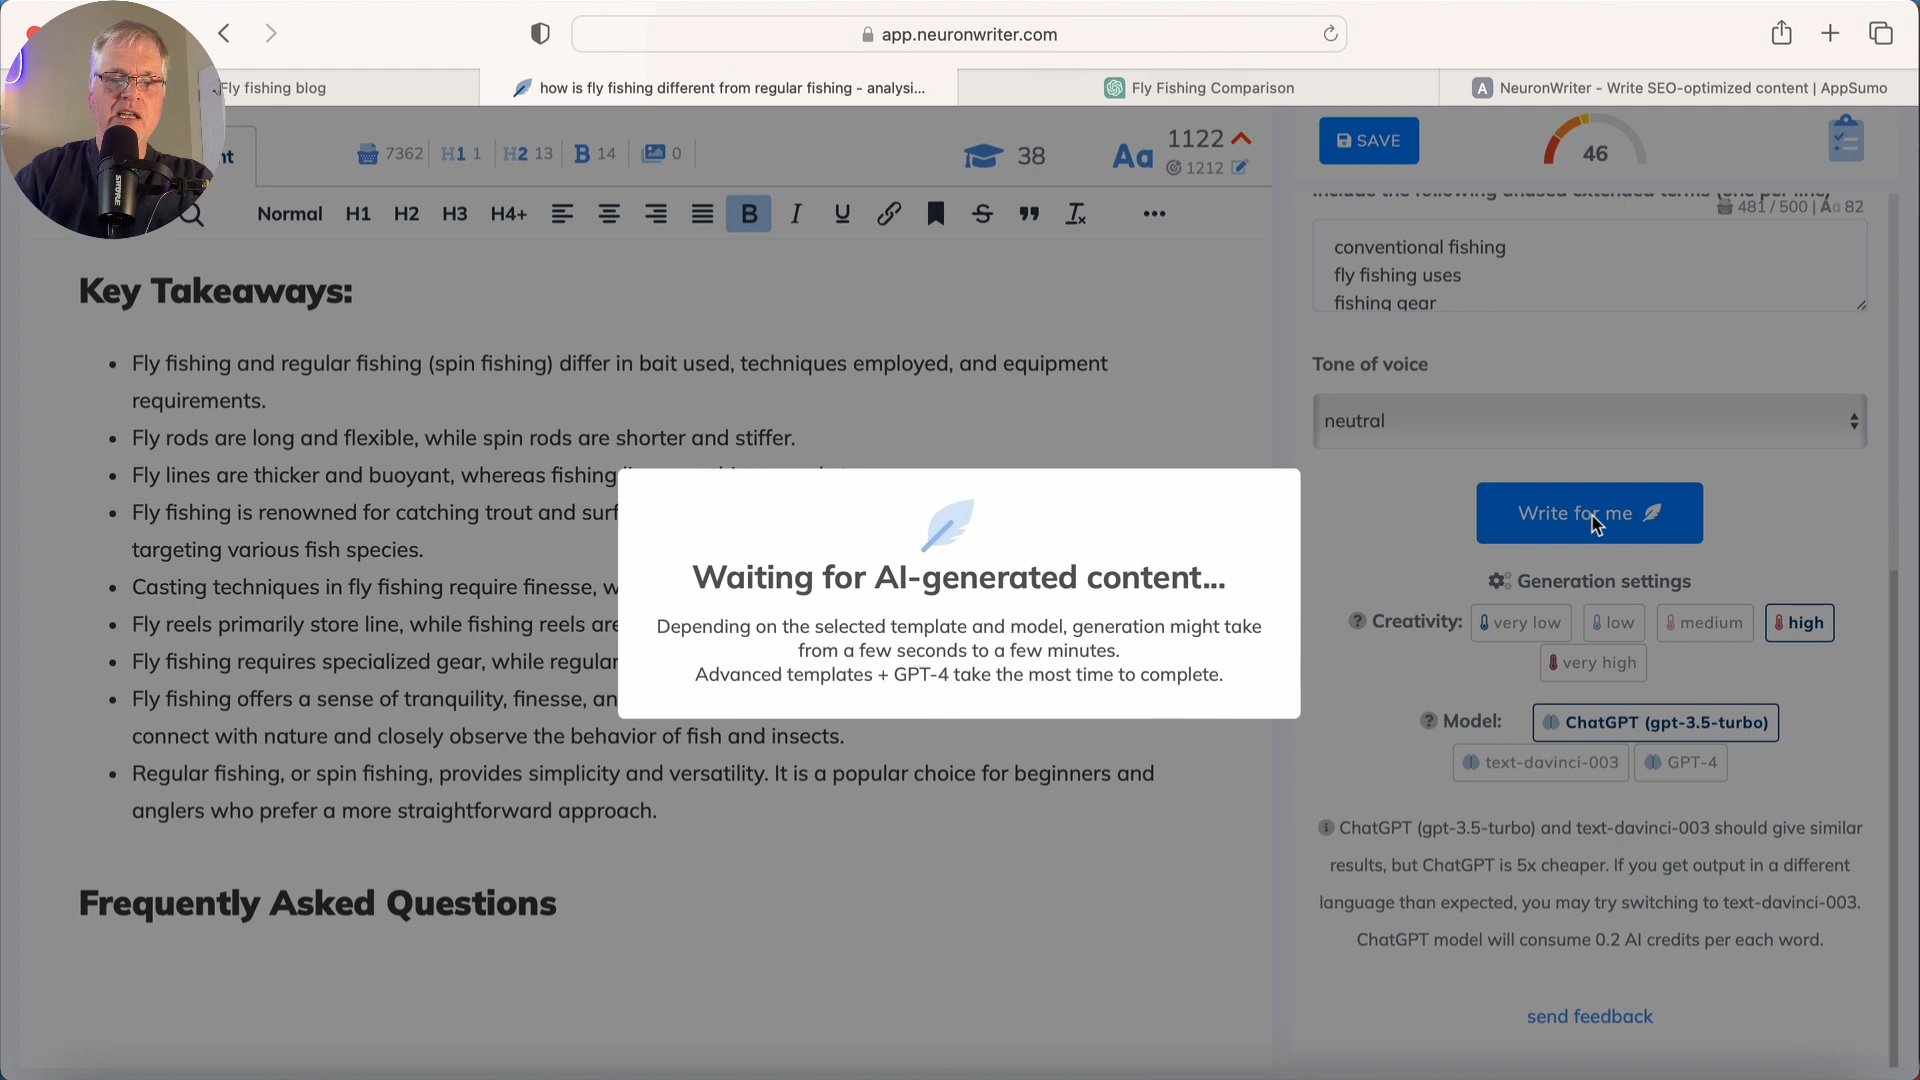 app.neuronwriter.com
Fly fishing blog
how is fly fishing different from regular fishing - analysi...
Fly Fishing Comparison
A NeuronWriter - Write SEO-optimized content | AppSumo
nt
7362 H1 1 H2 13 B 14 0
38
Aa 1122
1212
SAVE
46
Normal H1 H2 H3 H4+ B I U
Key Takeaways:
Fly fishing and regular fishing (spin fishing) differ in bait used, techniques employed, and equipment
requirements.
Fly rods are long and flexible, while spin rods are shorter and stiffer.
Fly lines are thicker and buoyant, whereas fishing
Fly fishing is renowned for catching trout and surf
targeting various fish species.
Casting techniques in fly fishing require finesse, w
Fly reels primarily store line, while fishing reels are
Fly fishing requires specialized gear, while regular
Fly fishing offers a sense of tranquility, finesse, an
connect with nature and closely observe the behavior of fish and insects.
Regular fishing, or spin fishing, provides simplicity and versatility. It is a popular choice for beginners and
anglers who prefer a more straightforward approach.
Frequently Asked Questions
Waiting for AI-generated content...
Depending on the selected template and model, generation might take
from a few seconds to a few minutes.
Advanced templates + GPT-4 take the most time to complete.
include the following unused extended terms (one per line)
481 / 500 | Aa 82
conventional fishing
fly fishing uses
fishing gear
Tone of voice
neutral
Write for me
Generation settings
Creativity: very low low medium high
very high
Model: ChatGPT (gpt-3.5-turbo)
text-davinci-003 GPT-4
ChatGPT (gpt-3.5-turbo) and text-davinci-003 should give similar
results, but ChatGPT is 5x cheaper. If you get output in a different
language than expected, you may try switching to text-davinci-003.
ChatGPT model will consume 0.2 AI credits per each word.
send feedback
SHURE